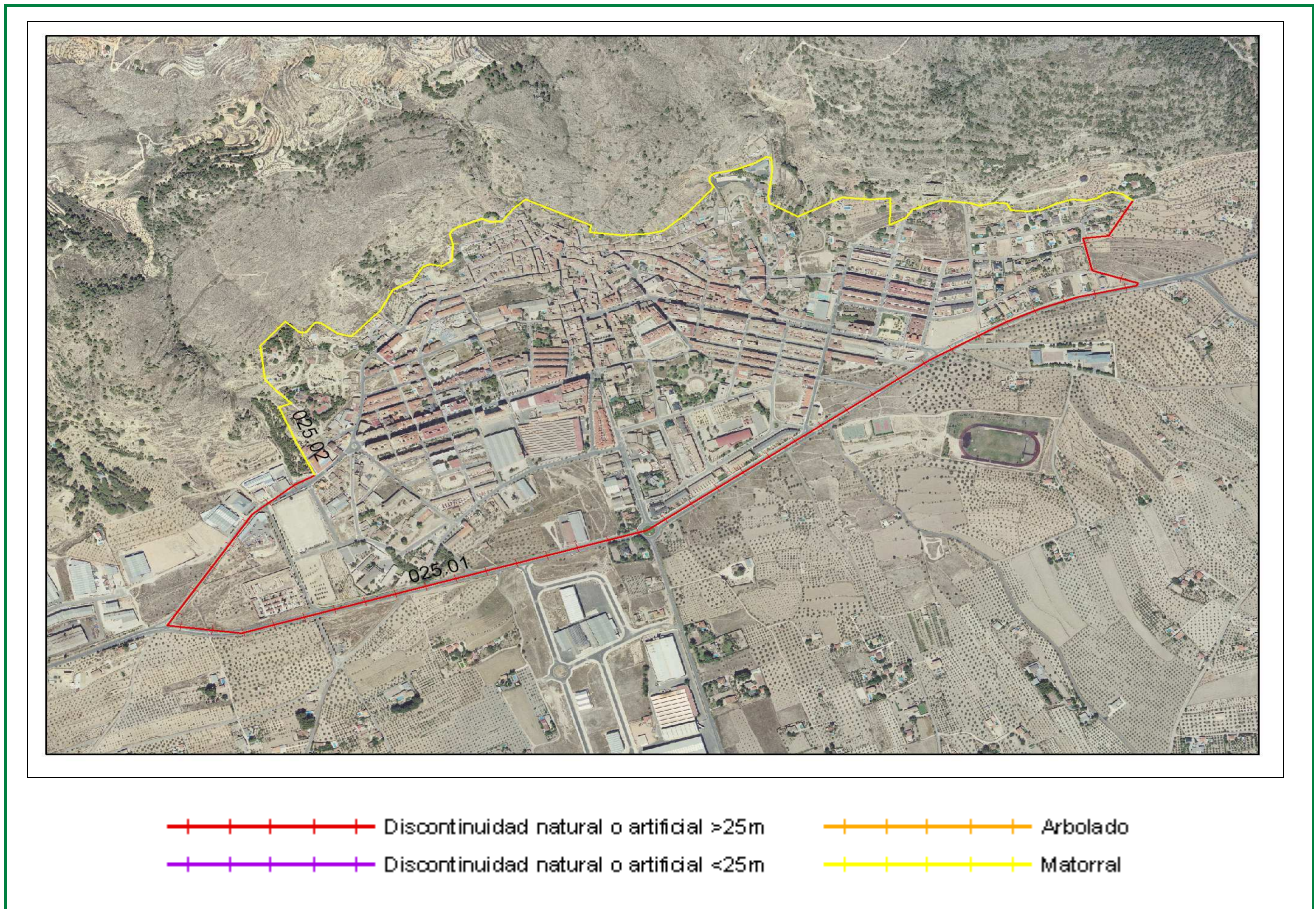 025.02
025.01
Discontinuidad natural o artificial >25m
Arbolado
Discontinuidad natural o artificial <25m
Matorral